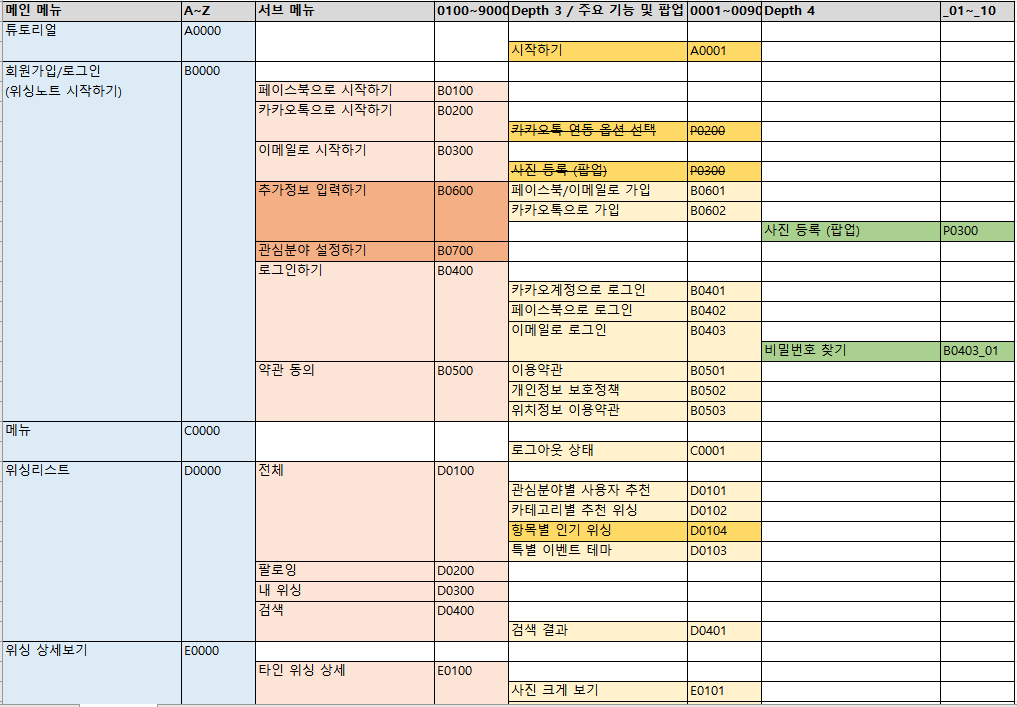 메인 메뉴 A~Z 서브 메뉴 0100~9000 Depth 3 / 주요 기능 및 팝업 0001~0090 Depth 4 _01~_10
튜토리얼 A0000
시작하기 A0001
회원가입/로그인 B0000
(위싱노트 시작하기) 페이스북으로 시작하기 B0100
카카오톡으로 시작하기 B0200
카카오톡 연동 옵션 선택 P0200
이메일로 시작하기 B0300
사진 등록 (팝업) P0300
추가정보 입력하기 B0600 페이스북/이메일로 가입 B0601
카카오톡으로 가입 B0602
사진 등록 (팝업) P0300
관심분야 설정하기 B0700
로그인하기 B0400
카카오계정으로 로그인 B0401
페이스북으로 로그인 B0402
이메일로 로그인 B0403
비밀번호 찾기 B0403_01
약관 동의 B0500 이용약관 B0501
개인정보 보호정책 B0502
위치정보 이용약관 B0503
메뉴 C0000
로그아웃 상태 C0001
위싱리스트 D0000 전체 D0100
관심분야별 사용자 추천 D0101
카테고리별 추천 위싱 D0102
항목별 인기 위싱 D0104
특별 이벤트 테마 D0103
팔로잉 D0200
내 위싱 D0300
검색 D0400
검색 결과 D0401
위싱 상세보기 E0000
타인 위싱 상세 E0100
사진 크게 보기 E0101